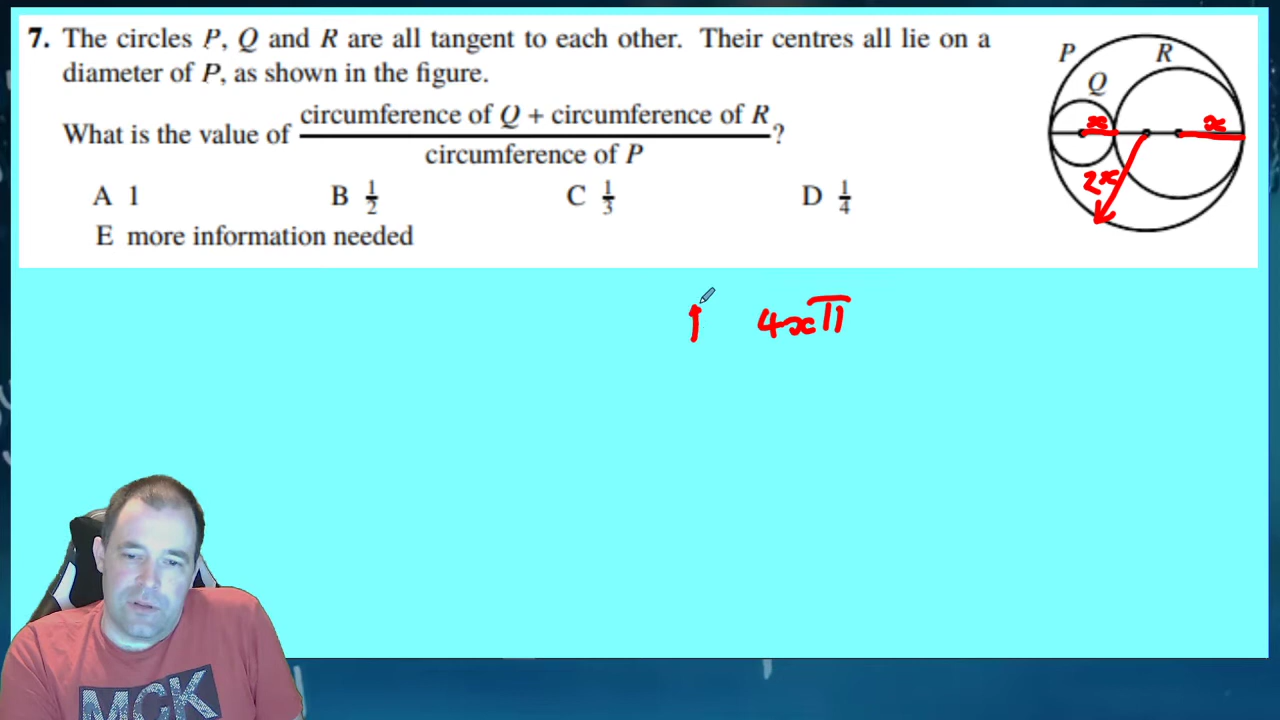 7. The circles P, Q and R are all tangent to each other. Their centres all lie on a
diameter of P, as shown in the figure.
What is the value of (circumference of Q + circumference of R)/(circumference of P)?
A 1 B 1/2 C 1/3 D 1/4
E more information needed
P R
Q
x x
2x
4xπ
MCK